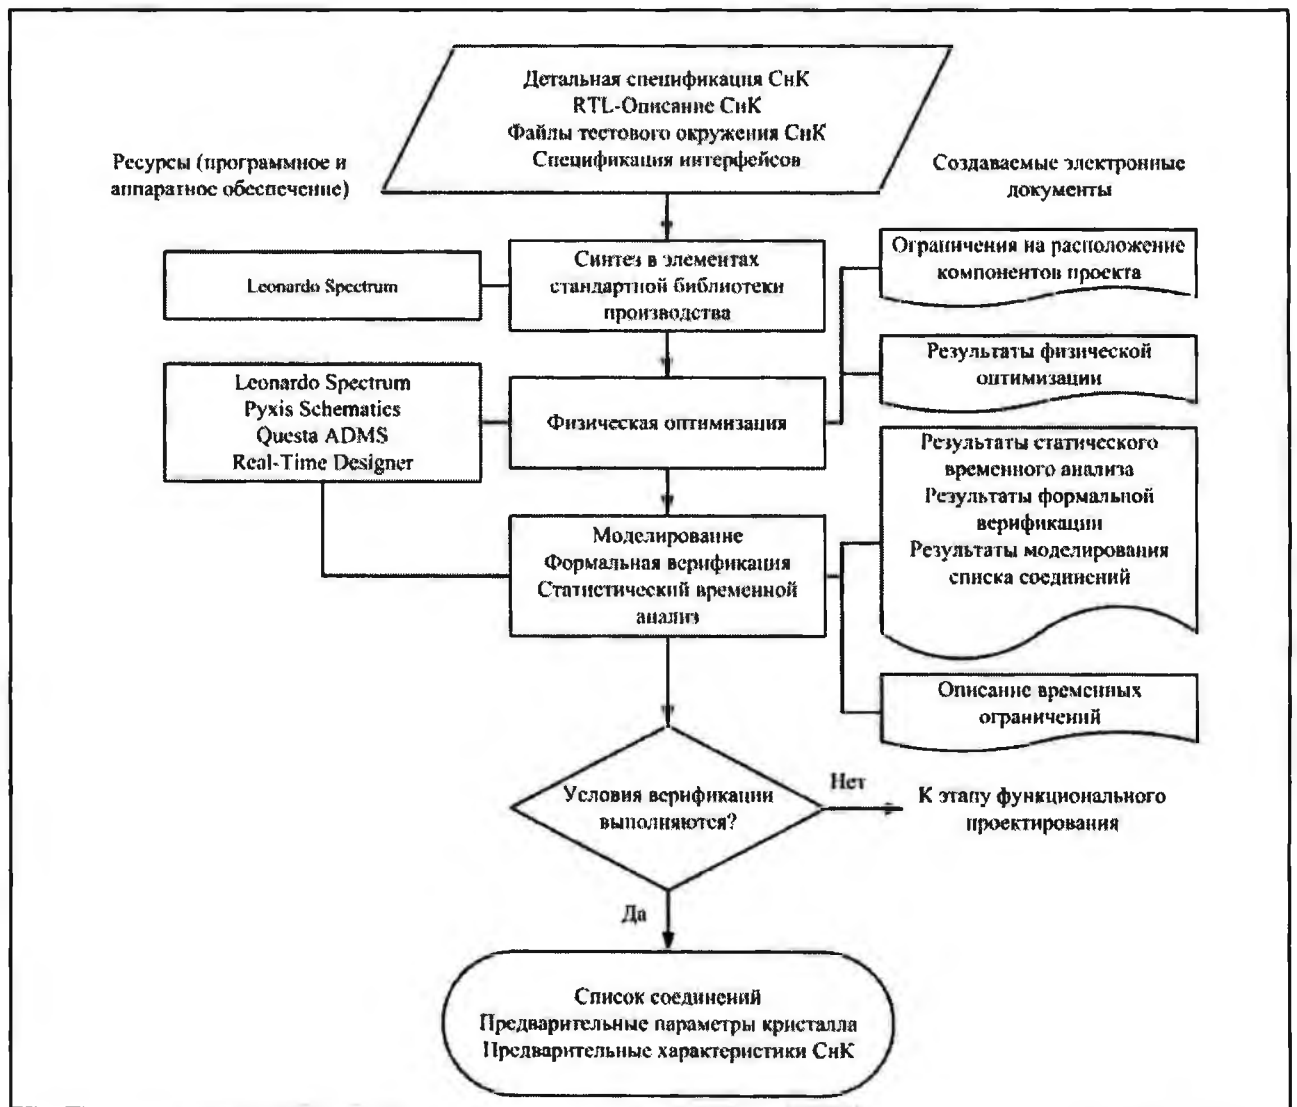 Детальная спецификация СнК
RTL-Описание СнК
Файлы тестового окружения СнК
Спецификация интерфейсов
Ресурсы (программное и
аппаратное обеспечение)
Создаваемые электронные
документы
Leonardo Spectrum
Синтез в элементах
стандартной библиотеки
производства
Ограничения на расположение
компонентов проекта
Leonardo Spectrum
Pyxis Schematics
Questa ADMS
Real-Time Designer
Физическая оптимизация
Результаты физической
оптимизации
Моделирование
Формальная верификация
Статистический временной
анализ
Результаты статического
временного анализа
Результаты формальной
верификации
Результаты моделирования
списка соединений
Описание временных
ограничений
Условия верификации
выполняются?
Нет
К этапу функционального
проектирования
Да
Список соединений
Предварительные параметры кристалла
Предварительные характеристики СнК